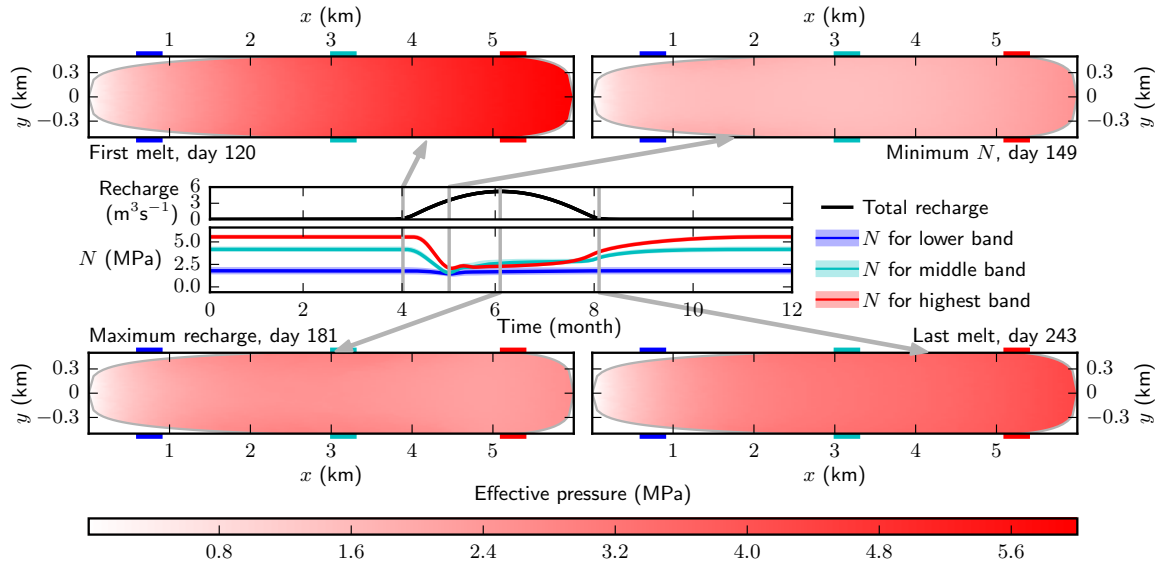 x (km)
x (km)
1 2 3 4 5
1 2 3 4 5
y (km)
0.3
0
−0.3
0.3
0
−0.3
y (km)
First melt, day 120
Minimum N, day 149
Recharge
(m³s⁻¹)
6
3
0
N (MPa)
5.0
2.5
0.0
0 2 4 6 8 10 12
Time (month)
Total recharge
N for lower band
N for middle band
N for highest band
Maximum recharge, day 181
Last melt, day 243
y (km)
0.3
0
−0.3
0.3
0
−0.3
y (km)
1 2 3 4 5
1 2 3 4 5
x (km)
x (km)
Effective pressure (MPa)
0.8 1.6 2.4 3.2 4.0 4.8 5.6